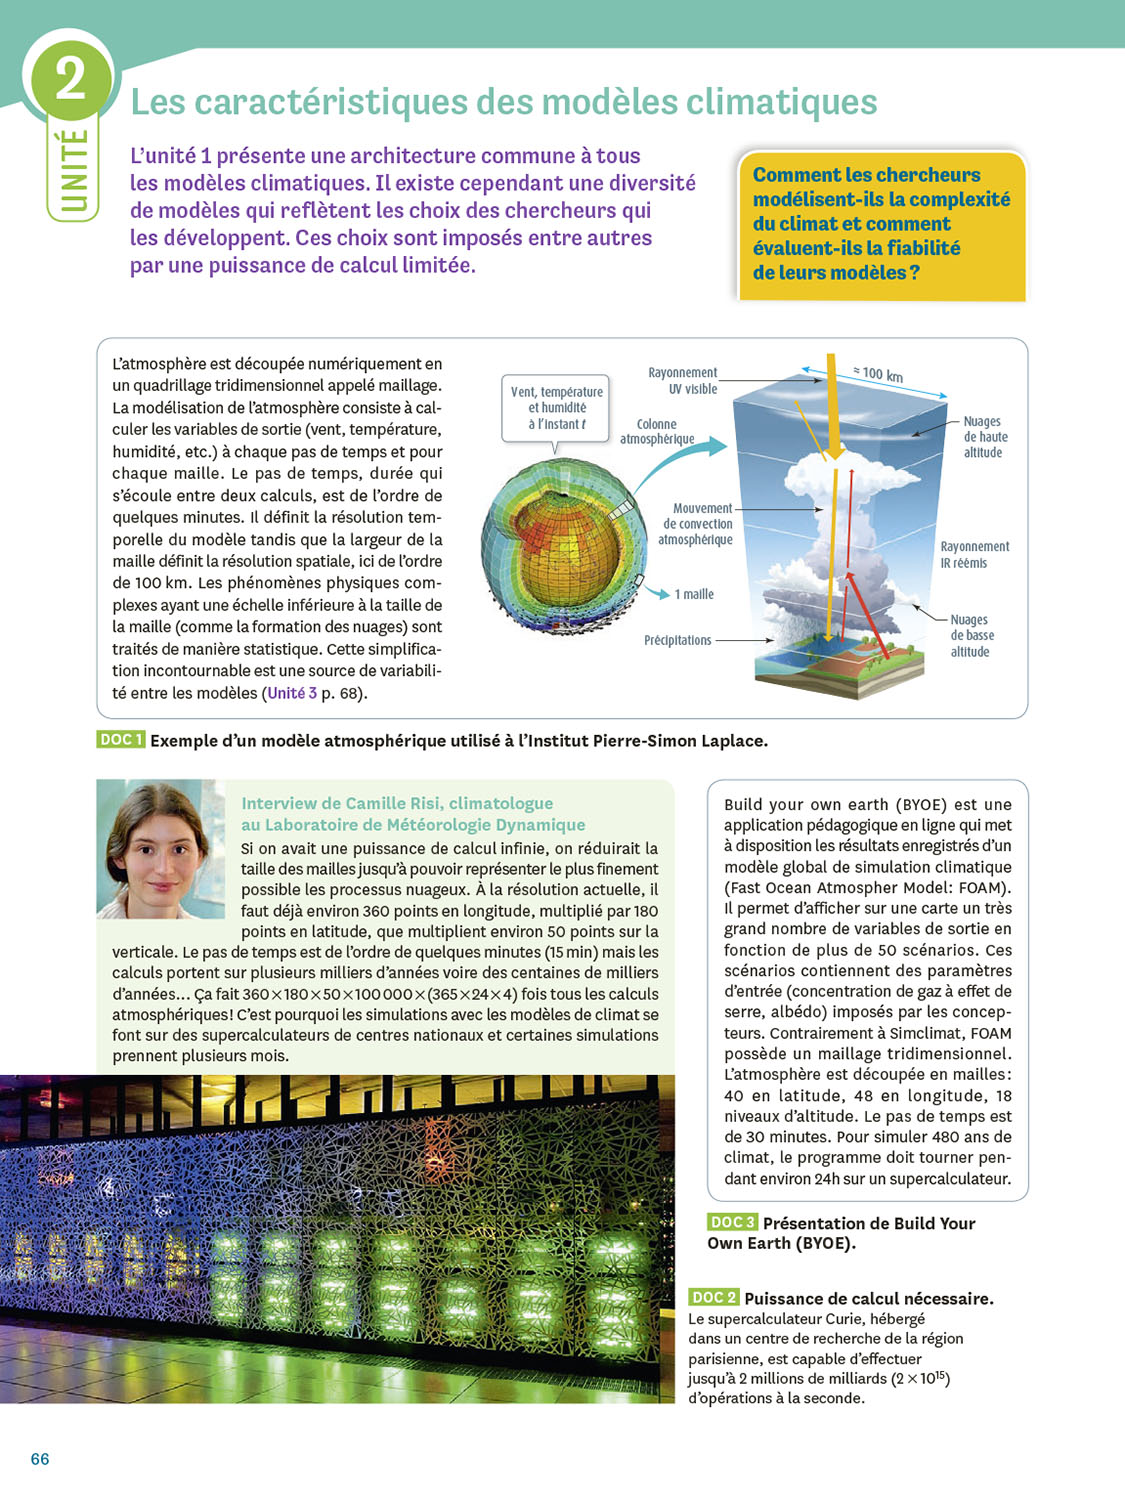 2
UNITÉ
Les caractéristiques des modèles climatiques
L'unité 1 présente une architecture commune à tous
les modèles climatiques. Il existe cependant une diversité
de modèles qui reflètent les choix des chercheurs qui
les développent. Ces choix sont imposés entre autres
par une puissance de calcul limitée.
Comment les chercheurs
modélisent-ils la complexité
du climat et comment
évaluent-ils la fiabilité
de leurs modèles ?
L'atmosphère est découpée numériquement en
un quadrillage tridimensionnel appelé maillage.
La modélisation de l'atmosphère consiste à cal-
culer les variables de sortie (vent, température,
humidité, etc.) à chaque pas de temps et pour
chaque maille. Le pas de temps, durée qui
s'écoule entre deux calculs, est de l'ordre de
quelques minutes. Il définit la résolution tem-
porelle du modèle tandis que la largeur de la
maille définit la résolution spatiale, ici de l'ordre
de 100 km. Les phénomènes physiques com-
plexes ayant une échelle inférieure à la taille de
la maille (comme la formation des nuages) sont
traités de manière statistique. Cette simplifica-
tion incontournable est une source de variabili-
té entre les modèles (Unité 3 p. 68).
Vent, température
et humidité
à l'instant t
Rayonnement
UV visible
Colonne
atmosphérique
≈ 100 km
Nuages
de haute
altitude
Mouvement
de convection
atmosphérique
Rayonnement
IR réémis
1 maille
Précipitations
Nuages
de basse
altitude
DOC 1 Exemple d'un modèle atmosphérique utilisé à l'Institut Pierre-Simon Laplace.
Interview de Camille Risi, climatologue
au Laboratoire de Météorologie Dynamique
Si on avait une puissance de calcul infinie, on réduirait la
taille des mailles jusqu'à pouvoir représenter le plus finement
possible les processus nuageux. À la résolution actuelle, il
faut déjà environ 360 points en longitude, multiplié par 180
points en latitude, que multiplient environ 50 points sur la
verticale. Le pas de temps est de l'ordre de quelques minutes (15 min) mais les
calculs portent sur plusieurs milliers d'années voire des centaines de milliers
d'années... Ça fait 360×180×50×100 000×(365×24×4) fois tous les calculs
atmosphériques ! C'est pourquoi les simulations avec les modèles de climat se
font sur des supercalculateurs de centres nationaux et certaines simulations
prennent plusieurs mois.
Build your own earth (BYOE) est une
application pédagogique en ligne qui met
à disposition les résultats enregistrés d'un
modèle global de simulation climatique
(Fast Ocean Atmospher Model: FOAM).
Il permet d'afficher sur une carte un très
grand nombre de variables de sortie en
fonction de plus de 50 scénarios. Ces
scénarios contiennent des paramètres
d'entrée (concentration de gaz à effet de
serre, albédo) imposés par les concep-
teurs. Contrairement à Simclimat, FOAM
possède un maillage tridimensionnel.
L'atmosphère est découpée en mailles :
40 en latitude, 48 en longitude, 18
niveaux d'altitude. Le pas de temps est
de 30 minutes. Pour simuler 480 ans de
climat, le programme doit tourner pen-
dant environ 24h sur un supercalculateur.
DOC 3 Présentation de Build Your
Own Earth (BYOE).
DOC 2 Puissance de calcul nécessaire.
Le supercalculateur Curie, hébergé
dans un centre de recherche de la région
parisienne, est capable d'effectuer
jusqu'à 2 millions de milliards (2 × 10¹⁵)
d'opérations à la seconde.
66